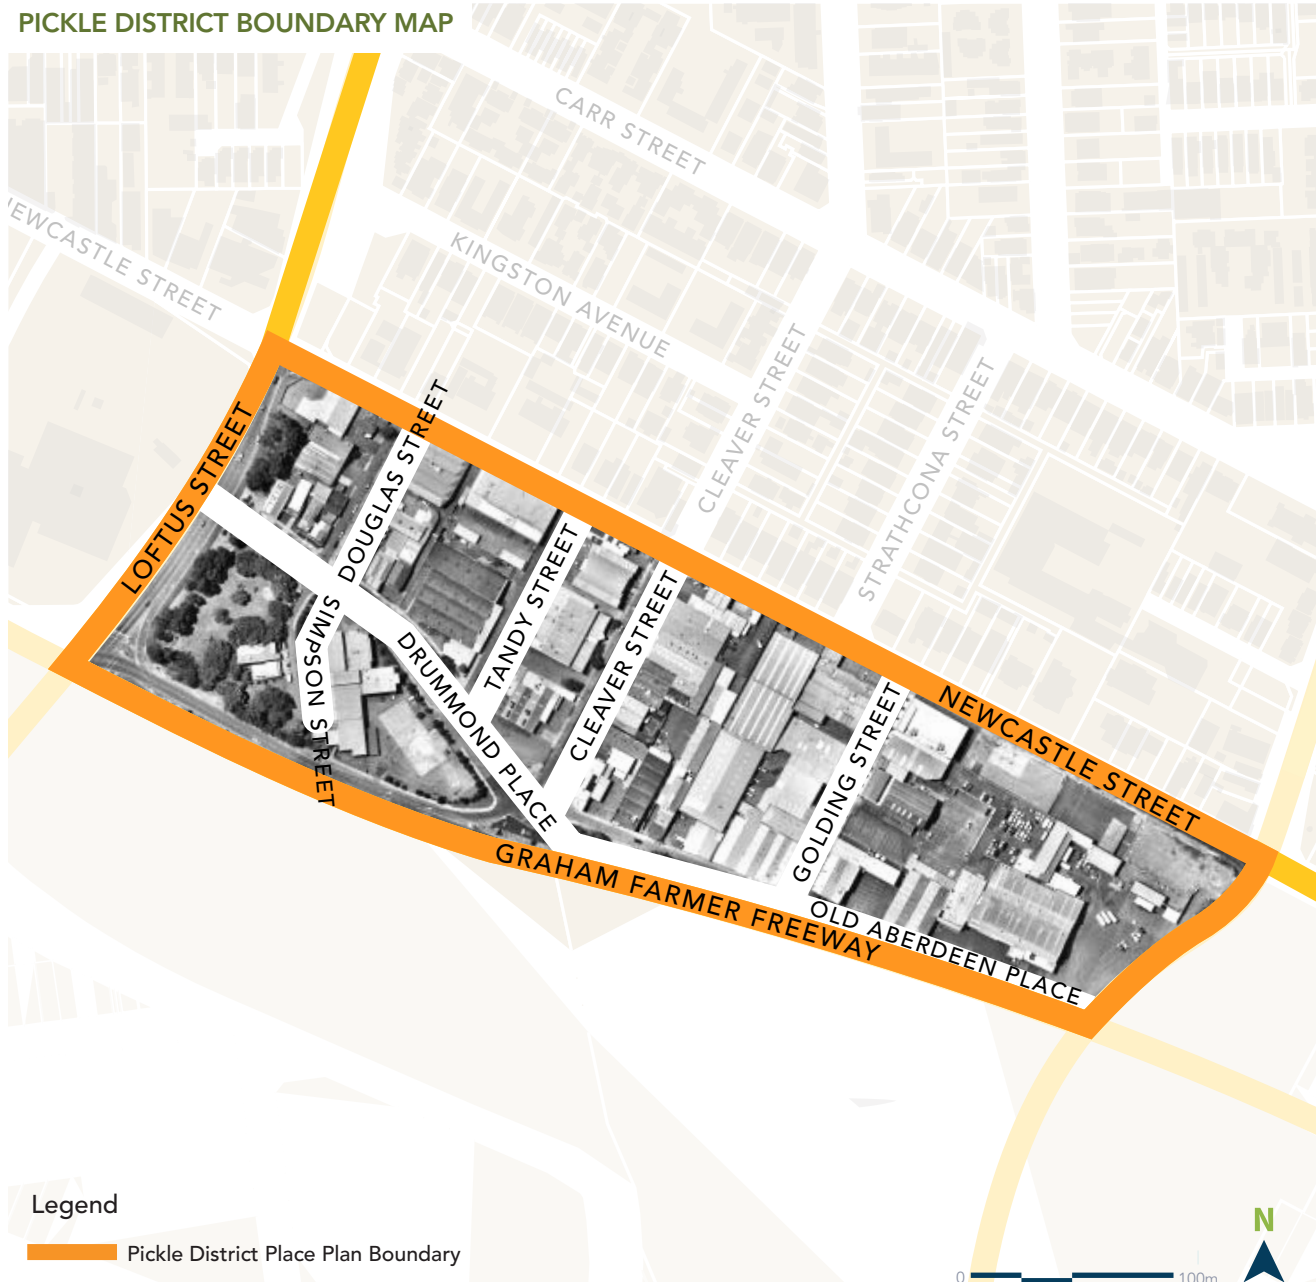 PICKLE DISTRICT BOUNDARY MAP
CARR STREET
NEWCASTLE STREET
KINGSTON AVENUE
CLEAVER STREET
STRATHCONA STREET
LOFTUS STREET
DOUGLAS STREET
SIMPSON STREET
TANDY STREET
DRUMMOND PLACE
CLEAVER STREET
GOLDING STREET
NEWCASTLE STREET
GRAHAM FARMER FREEWAY
OLD ABERDEEN PLACE
Legend
Pickle District Place Plan Boundary
N
0
100m